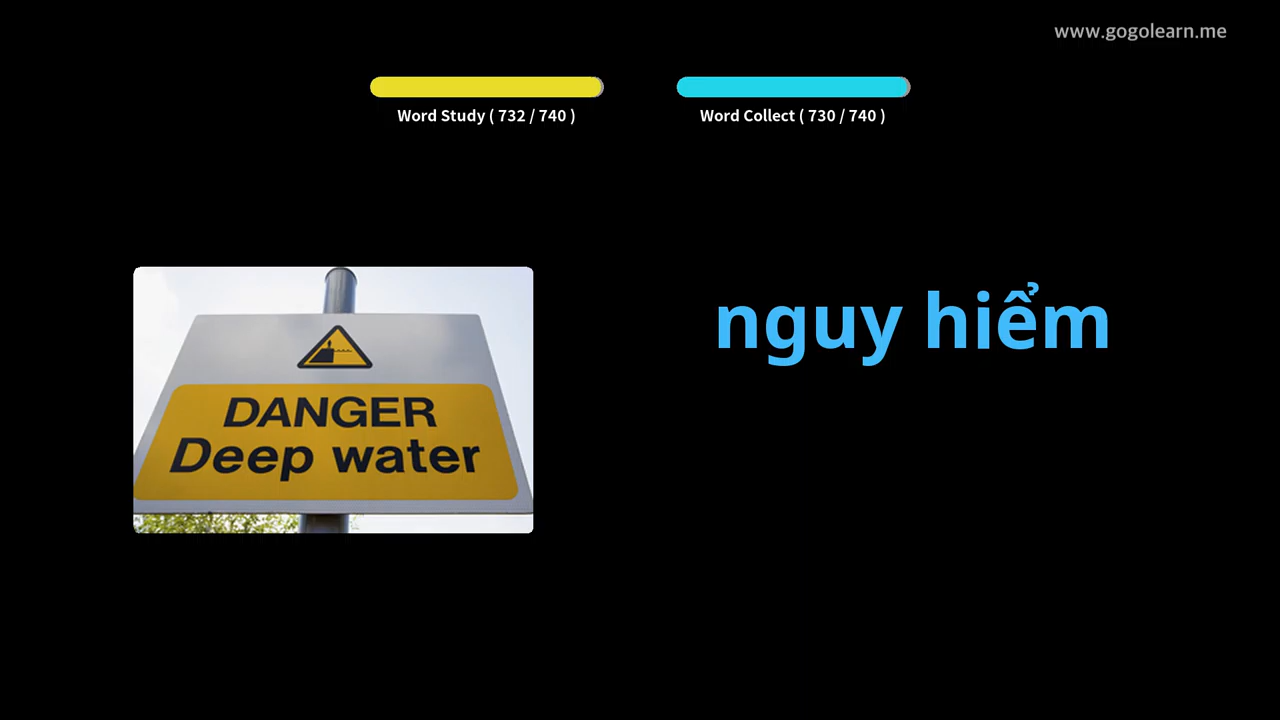 www.gogolearn.me
Word Study ( 732 / 740 )
Word Collect ( 730 / 740 )
nguy hiểm
DANGER
Deep water